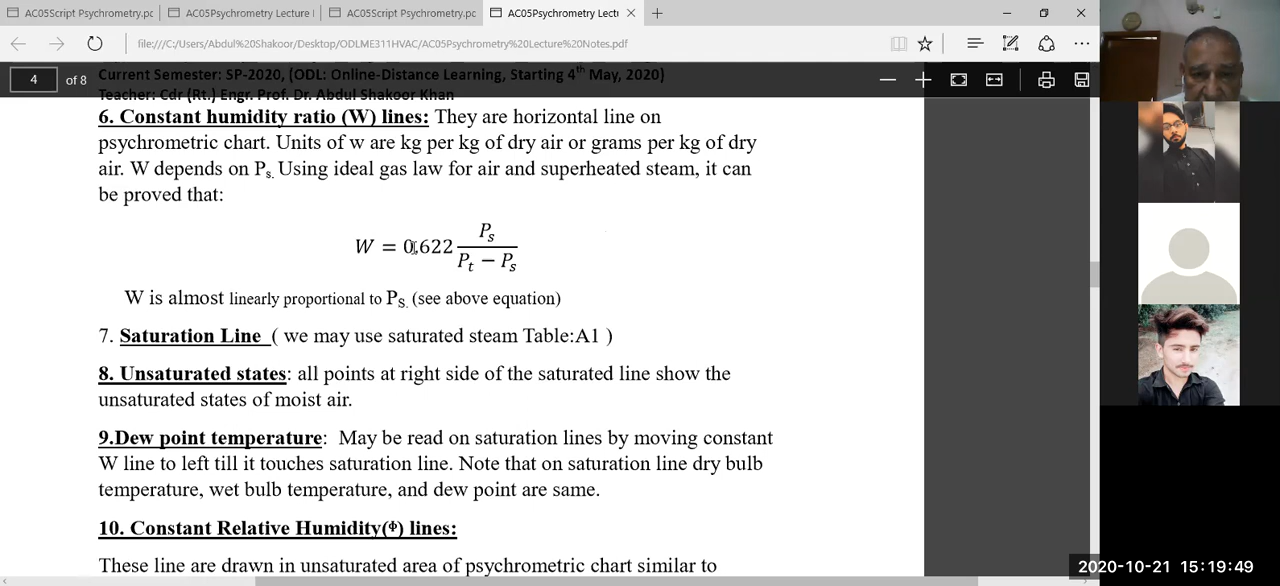 AC05Script Psychrometry.pc
AC05Psychrometry Lecture I
AC05Script Psychrometry.pc
AC05Psychrometry Lectu
file:///C:/Users/Abdul%20Shakoor/Desktop/ODLME311HVAC/AC05Psychrometry%20Lecture%20Notes.pdf
4 of 8
Current Semester: SP-2020, (ODL: Online-Distance Learning, Starting 4th May, 2020)
Teacher: Cdr (Rt.) Engr. Prof. Dr. Abdul Shakoor Khan
6. Constant humidity ratio (W) lines: They are horizontal line on
psychrometric chart. Units of w are kg per kg of dry air or grams per kg of dry
air. W depends on Ps. Using ideal gas law for air and superheated steam, it can
be proved that:
W = 0.622 Ps / (Pt − Ps)
W is almost linearly proportional to PS. (see above equation)
7. Saturation Line ( we may use saturated steam Table:A1 )
8. Unsaturated states: all points at right side of the saturated line show the
unsaturated states of moist air.
9.Dew point temperature: May be read on saturation lines by moving constant
W line to left till it touches saturation line. Note that on saturation line dry bulb
temperature, wet bulb temperature, and dew point are same.
10. Constant Relative Humidity(Φ) lines:
These line are drawn in unsaturated area of psychrometric chart similar to
2020-10-21 15:19:49